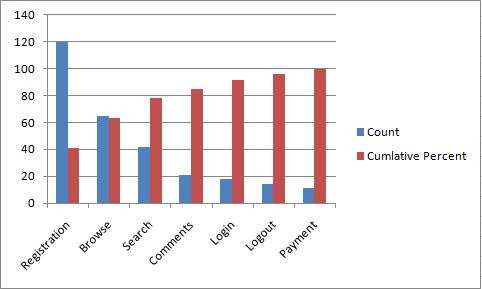 140
120
100
80
60
40
20
0
Registration
Browse
Search
Comments
Login
Logout
Payment
Count
Cumlative Percent